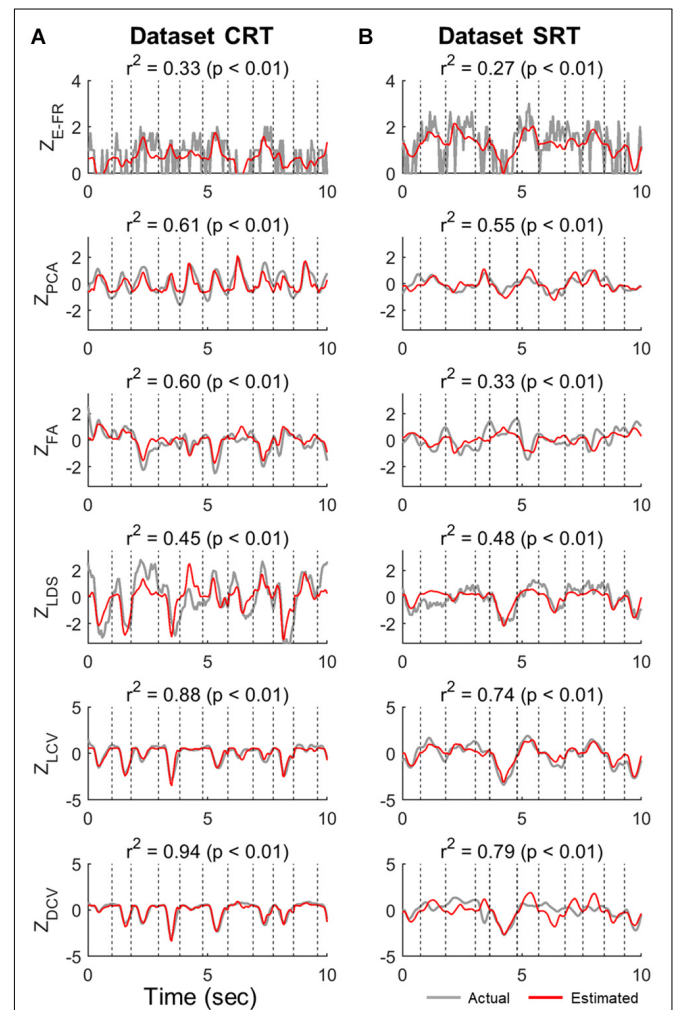 A Dataset CRT B Dataset SRT
r² = 0.33 (p < 0.01) r² = 0.27 (p < 0.01)
Z_E-FR
4
2
0
0 5 10
4
2
0
0 5 10
r² = 0.61 (p < 0.01) r² = 0.55 (p < 0.01)
Z_PCA
2
0
-2
0 5 10
2
0
-2
0 5 10
r² = 0.60 (p < 0.01) r² = 0.33 (p < 0.01)
Z_FA
2
0
-2
0 5 10
2
0
-2
0 5 10
r² = 0.45 (p < 0.01) r² = 0.48 (p < 0.01)
Z_LDS
2
0
-2
0 5 10
2
0
-2
0 5 10
r² = 0.88 (p < 0.01) r² = 0.74 (p < 0.01)
Z_LCV
5
0
-5
0 5 10
5
0
-5
0 5 10
r² = 0.94 (p < 0.01) r² = 0.79 (p < 0.01)
Z_DCV
5
0
-5
0 5 10
5
0
-5
0 5 10
Time (sec)
Actual Estimated